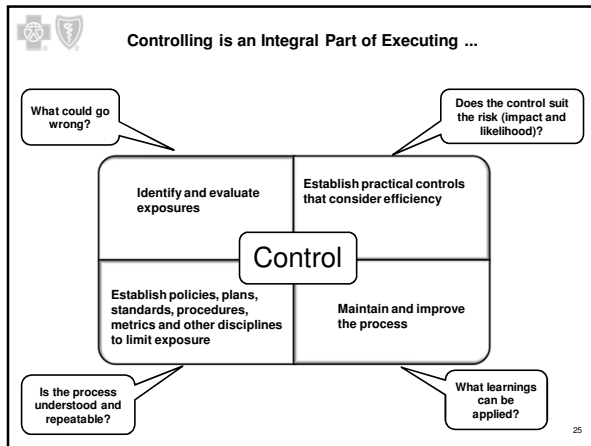 Controlling is an Integral Part of Executing ...
What could go
wrong?
Does the control suit
the risk (impact and
likelihood)?
Identify and evaluate
exposures
Establish practical controls
that consider efficiency
Control
Establish policies, plans,
standards, procedures,
metrics and other disciplines
to limit exposure
Maintain and improve
the process
Is the process
understood and
repeatable?
What learnings
can be
applied?
25